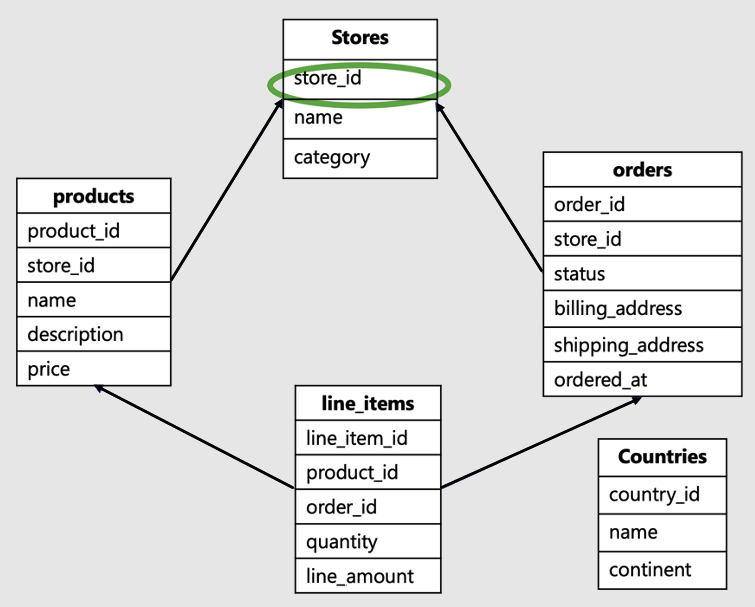 Stores
store_id
name
category
products
product_id
store_id
name
description
price
orders
order_id
store_id
status
billing_address
shipping_address
ordered_at
line_items
line_item_id
product_id
order_id
quantity
line_amount
Countries
country_id
name
continent